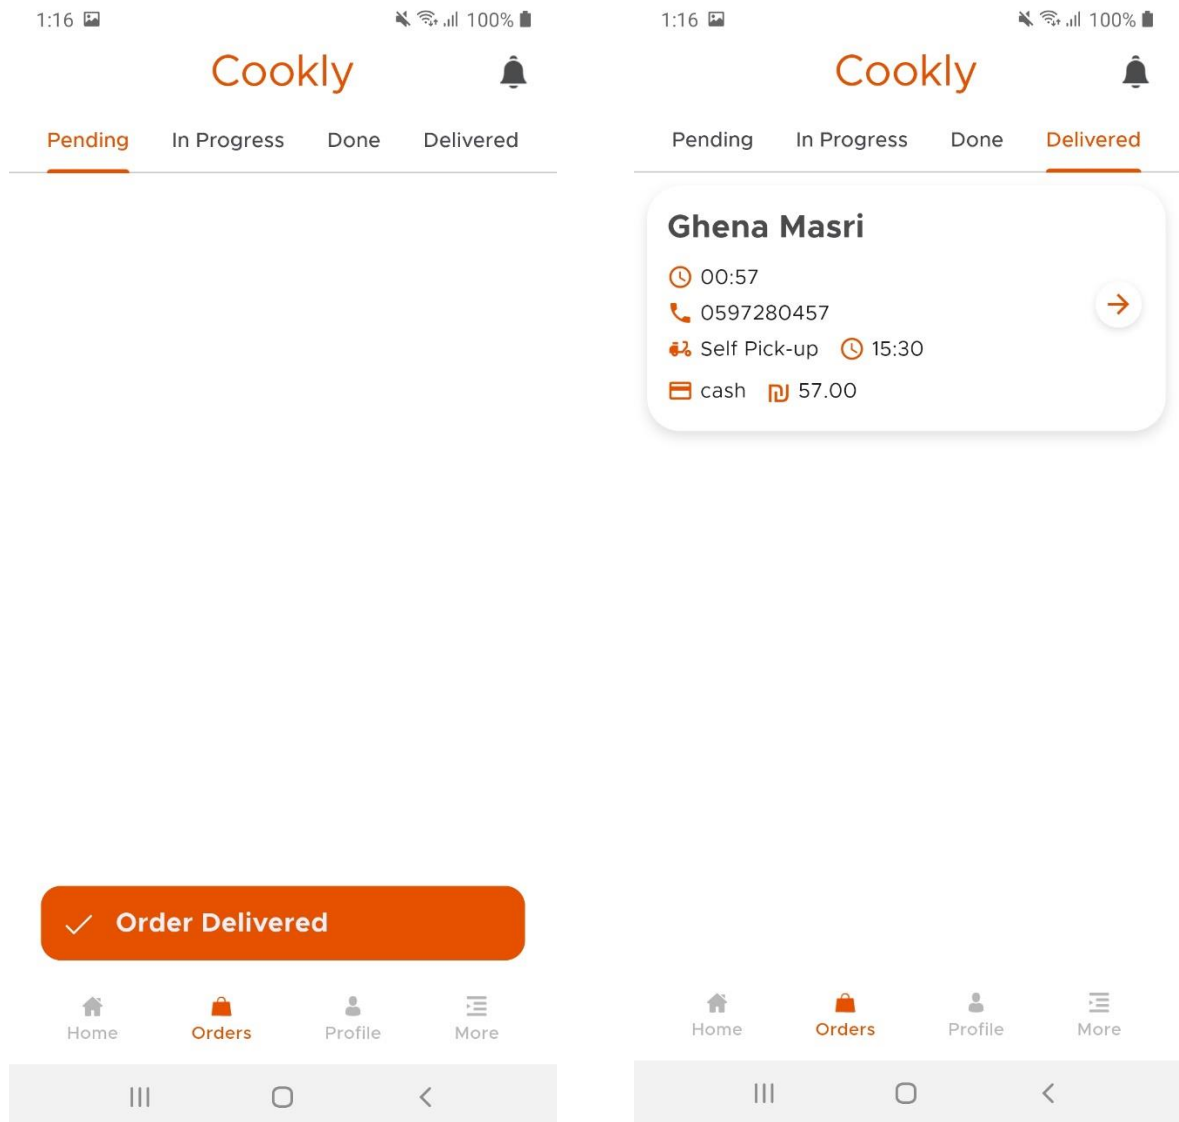 1:16 100%
Cookly
Pending In Progress Done Delivered
Order Delivered
Home Orders Profile More
1:16 100%
Cookly
Pending In Progress Done Delivered
Ghena Masri
00:57
0597280457
Self Pick-up 15:30
cash ₪ 57.00
Home Orders Profile More